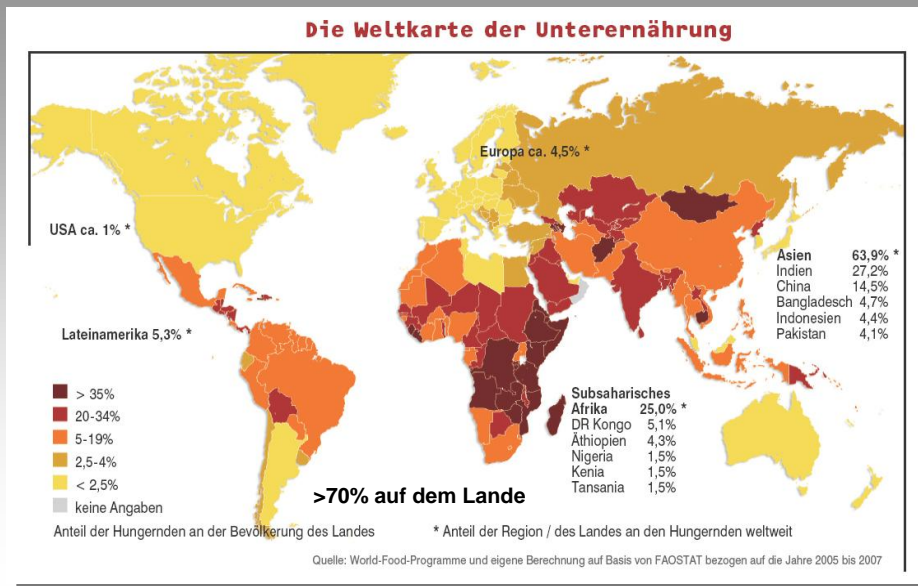 Die Weltkarte der Unterernährung
Europa ca. 4,5% *
USA ca. 1% *
Asien 63,9% *
Indien 27,2%
China 14,5%
Bangladesch 4,7%
Indonesien 4,4%
Pakistan 4,1%
Lateinamerika 5,3% *
> 35%
20-34%
5-19%
2,5-4%
< 2,5%
keine Angaben
Subsaharisches
Afrika 25,0% *
DR Kongo 5,1%
Äthiopien 4,3%
Nigeria 1,5%
Kenia 1,5%
Tansania 1,5%
>70% auf dem Lande
Anteil der Hungernden an der Bevölkerung des Landes
* Anteil der Region / des Landes an den Hungernden weltweit
Quelle: World-Food-Programme und eigene Berechnung auf Basis von FAOSTAT bezogen auf die Jahre 2005 bis 2007